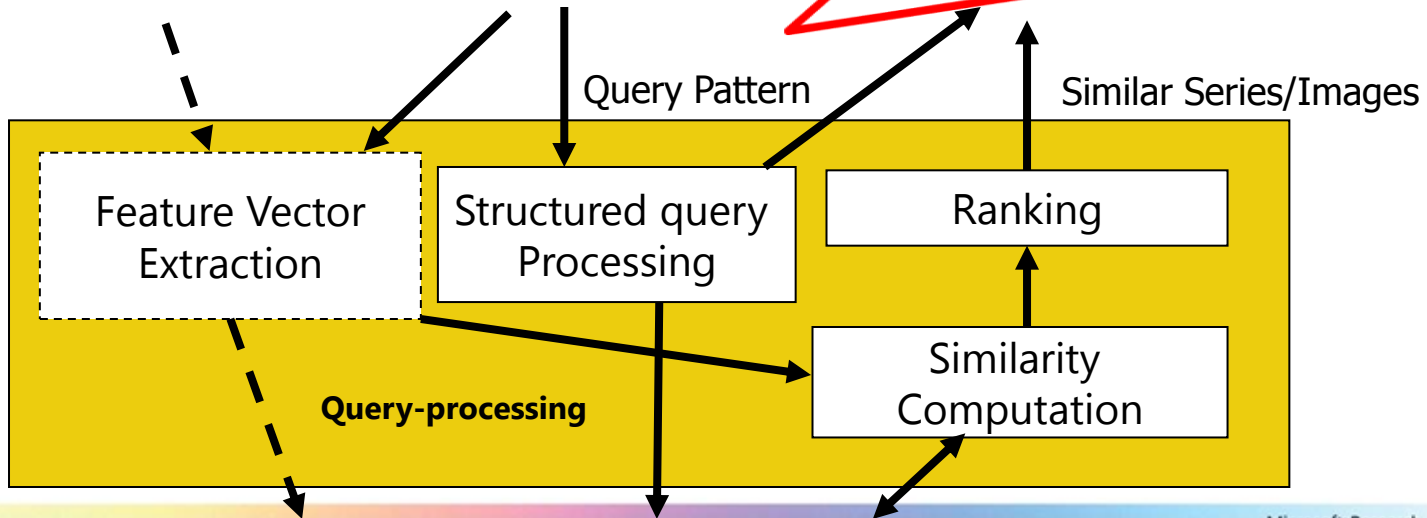 Query Pattern
Similar Series/Images
Feature Vector
Extraction
Structured query
Processing
Ranking
Similarity
Computation
Query-processing